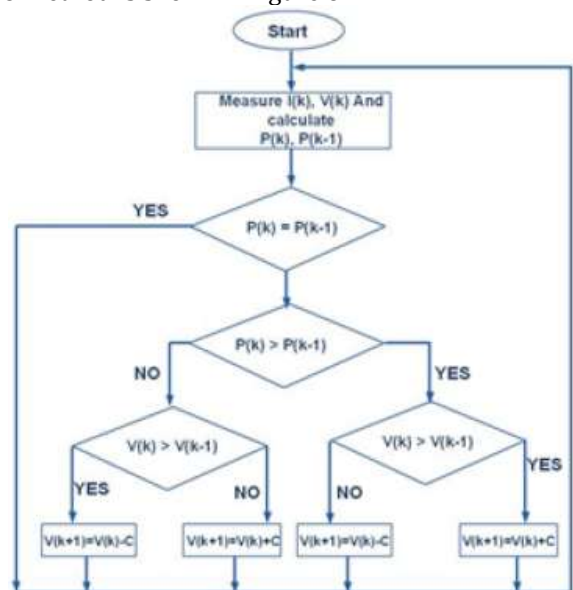 Start
Measure I(k), V(k) And
calculate
P(k), P(k-1)
YES
P(k) = P(k-1)
P(k) > P(k-1)
NO
YES
V(k) > V(k-1)
V(k) > V(k-1)
YES
NO
NO
YES
V(k+1)=V(k)-C
V(k+1)=V(k)+C
V(k+1)=V(k)-C
V(k+1)=V(k)+C